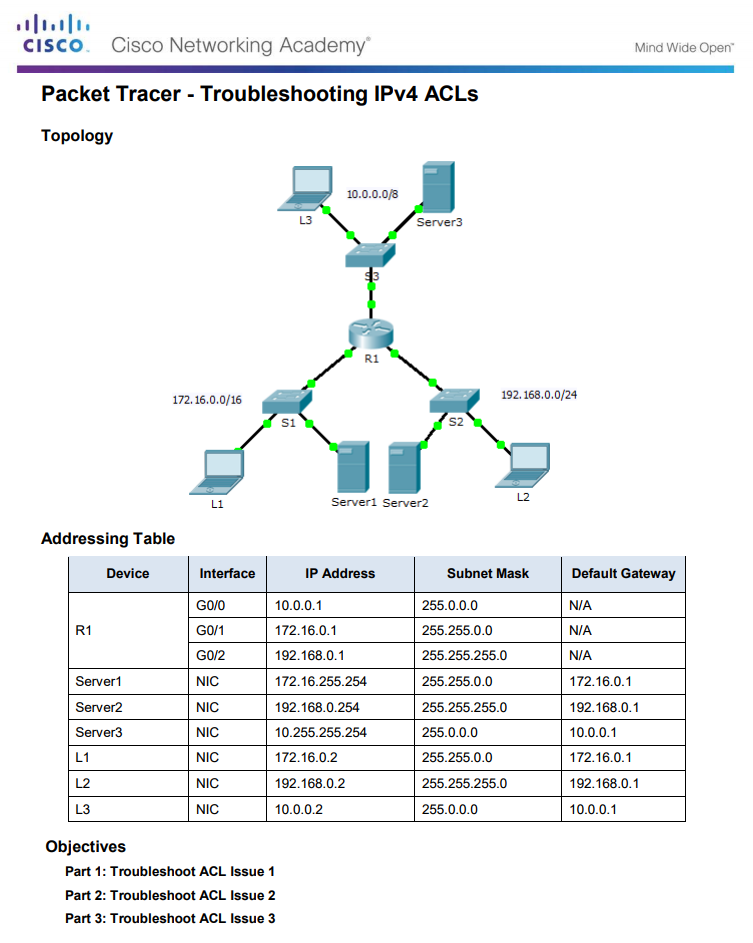 CISCO. Cisco Networking Academy® Mind Wide Open™
Packet Tracer - Troubleshooting IPv4 ACLs
Topology
L3 10.0.0.0/8 Server3
S3
R1
172.16.0.0/16 S1 S2 192.168.0.0/24
L1 Server1 Server2 L2
Addressing Table
Device Interface IP Address Subnet Mask Default Gateway
R1 G0/0 10.0.0.1 255.0.0.0 N/A
G0/1 172.16.0.1 255.255.0.0 N/A
G0/2 192.168.0.1 255.255.255.0 N/A
Server1 NIC 172.16.255.254 255.255.0.0 172.16.0.1
Server2 NIC 192.168.0.254 255.255.255.0 192.168.0.1
Server3 NIC 10.255.255.254 255.0.0.0 10.0.0.1
L1 NIC 172.16.0.2 255.255.0.0 172.16.0.1
L2 NIC 192.168.0.2 255.255.255.0 192.168.0.1
L3 NIC 10.0.0.2 255.0.0.0 10.0.0.1
Objectives
Part 1: Troubleshoot ACL Issue 1
Part 2: Troubleshoot ACL Issue 2
Part 3: Troubleshoot ACL Issue 3